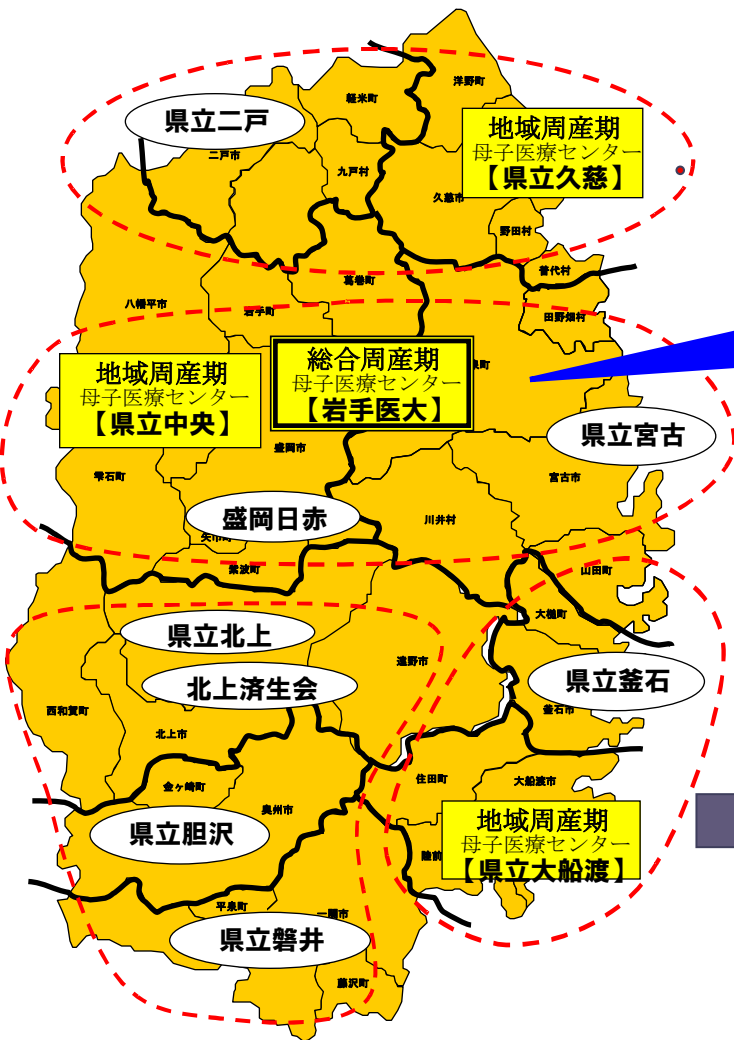 洋野町
軽米町
県立二戸
地域周産期
母子医療センター
【県立久慈】
二戸市
九戸村
久慈市
野田村
普代村
葛巻町
八幡平市
岩手町
田野畑村
総合周産期
母子医療センター
【岩手医大】
地域周産期
母子医療センター
【県立中央】
県立宮古
盛岡市
雫石町
宮古市
盛岡日赤
川井村
紫波町
山田町
大槌町
県立北上
遠野市
県立釜石
北上済生会
釜石市
西和賀町
北上市
住田町
大船渡市
金ヶ崎町
奥州市
地域周産期
母子医療センター
【県立大船渡】
県立胆沢
陸前
平泉町
一関市
県立磐井
藤沢町